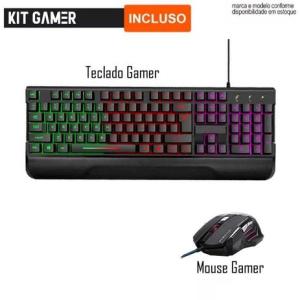 KIT GAMER INCLUSO
marca e modelo conforme
disponibilidade em estoque
Teclado Gamer
Mouse Gamer